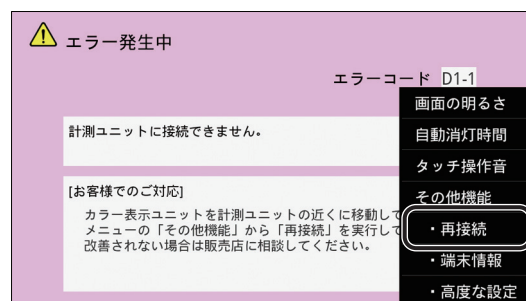 エラー発生中
エラーコード D1-1
計測ユニットに接続できません。
[お客様でのご対応]
カラー表示ユニットを計測ユニットの近くに移動して
メニューの「その他機能」から「再接続」を実行して
改善されない場合は販売店に相談してください。
画面の明るさ
自動消灯時間
タッチ操作音
その他機能
・再接続
・端末情報
・高度な設定